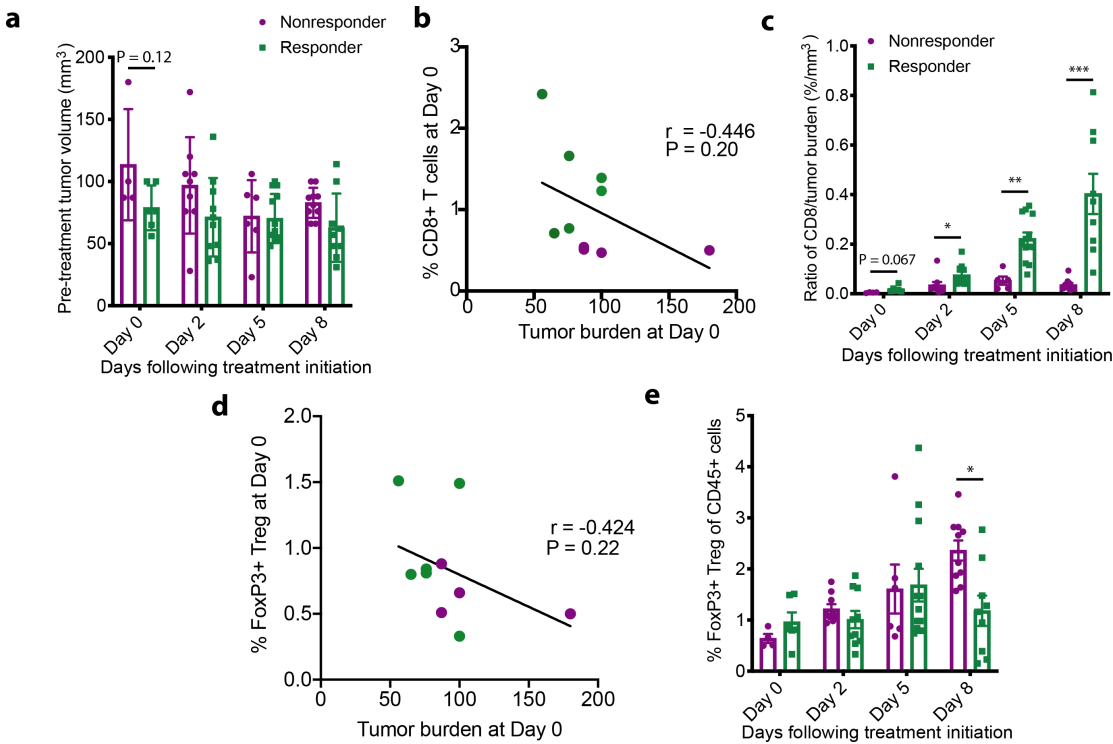 a
Nonresponder
Responder
P = 0.12
Pre-treatment tumor volume (mm³)
200
150
100
50
0
Day 0
Day 2
Day 5
Day 8
Days following treatment initiation
b
% CD8+ T cells at Day 0
3
2
1
0
r = -0.446
P = 0.20
0
50
100
150
200
Tumor burden at Day 0
c
Nonresponder
Responder
Ratio of CD8/tumor burden (%/mm³)
1.0
0.8
0.6
0.4
0.2
0.0
P = 0.067
*
**
***
Day 0
Day 2
Day 5
Day 8
Days following treatment initiation
d
% FoxP3+ Treg at Day 0
2.0
1.5
1.0
0.5
0.0
r = -0.424
P = 0.22
0
50
100
150
200
Tumor burden at Day 0
e
% FoxP3+ Treg of CD45+ cells
5
4
3
2
1
0
*
Day 0
Day 2
Day 5
Day 8
Days following treatment initiation